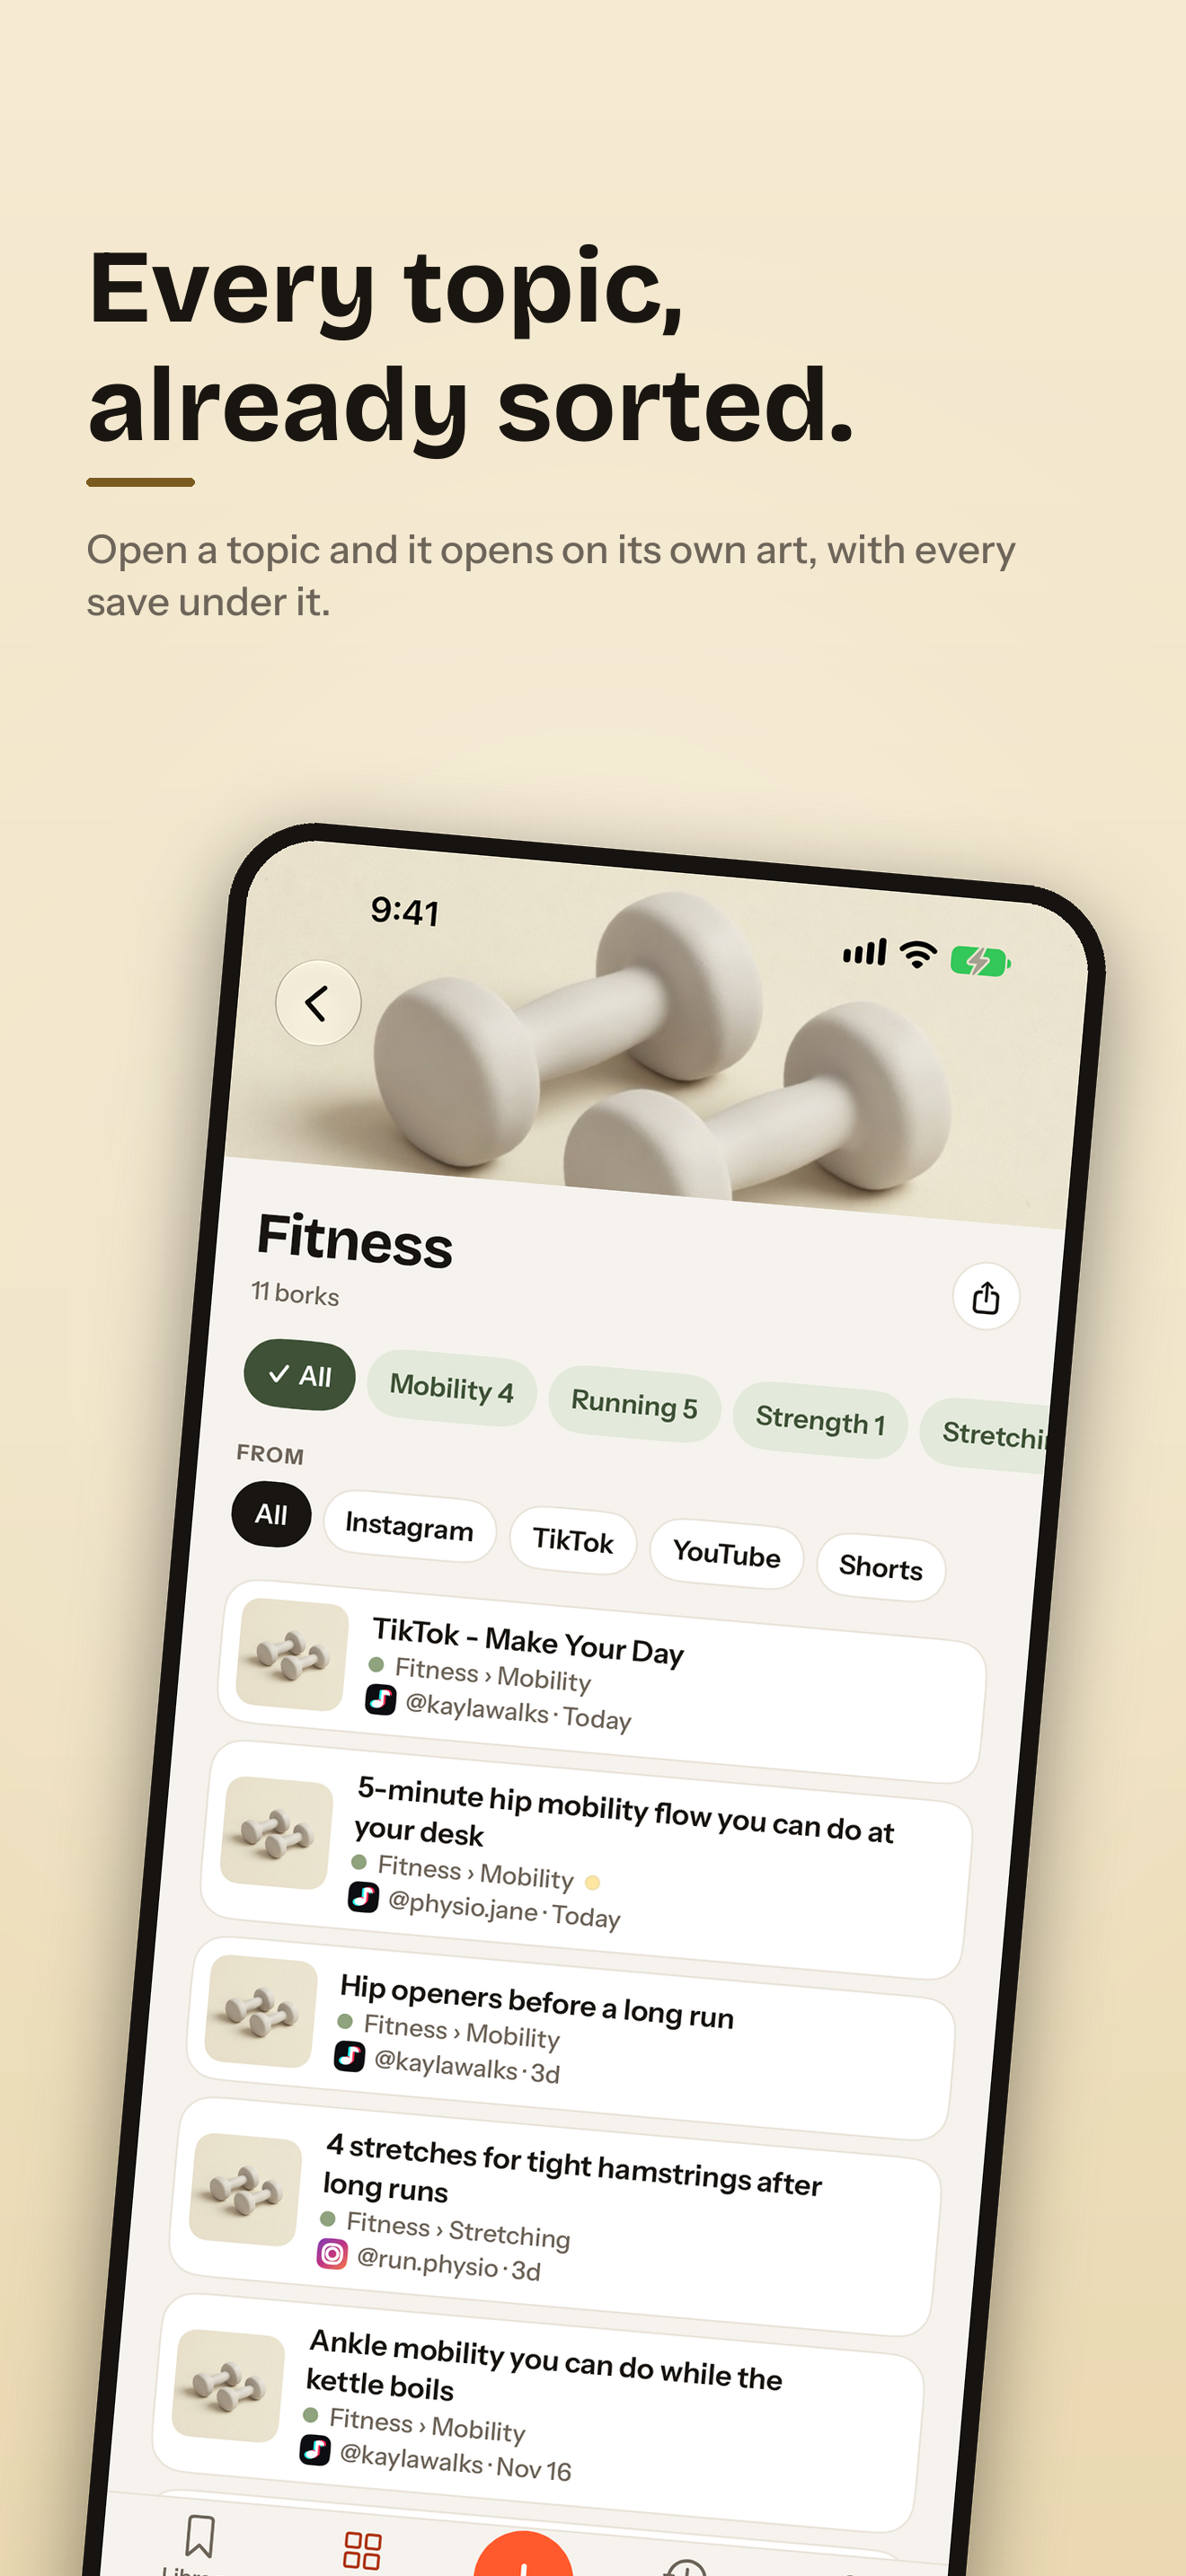 Every topic,
already sorted.
Open a topic and it opens on its own art, with every
save under it.
9:41
Fitness
11 borks
✓ All
Mobility 4
Running 5
Strength 1
FROM
All
Instagram
TikTok
YouTube
Shorts
TikTok - Make Your Day
Fitness › Mobility
@kaylawalks · Today
5-minute hip mobility flow you can do at
your desk
Fitness › Mobility
@physio.jane · Today
Hip openers before a long run
Fitness › Mobility
@kaylawalks · 3d
4 stretches for tight hamstrings after
long runs
Fitness › Stretching
@run.physio · 3d
Ankle mobility you can do while the
kettle boils
Fitness › Mobility
@kaylawalks · Nov 16